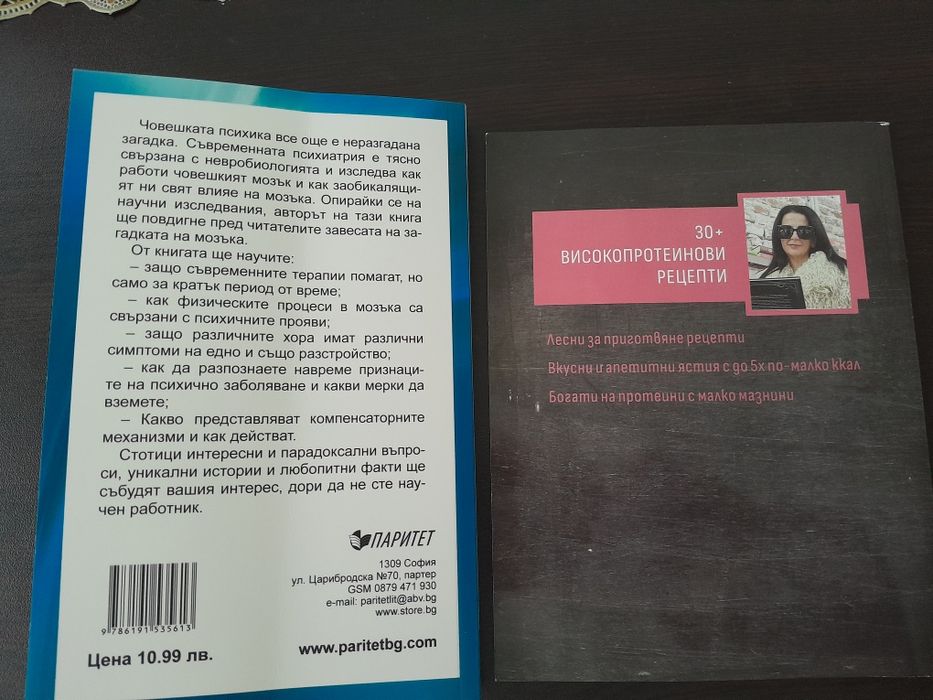 Човешката психика все още е неразгадана
загадка. Съвременната психиатрия е тясно
свързана с невробиологията и изследва как
работи човешкият мозък и как заобикалящи-
ят ни свят влияе на мозъка. Опирайки се на
научни изследвания, авторът на тази книга
ще повдигне пред читателите завесата на за-
гадката на мозъка.
От книгата ще научите:
– защо съвременните терапии помагат, но
само за кратък период от време;
– как физическите процеси в мозъка са
свързани с психичните прояви;
– защо различните хора имат различни
симптоми на едно и също разстройство;
– как да разпознаете навреме признаци-
те на психично заболяване и какви мерки да
вземете;
– Какво представляват компенсаторните
механизми и как действат.
Стотици интересни и парадоксални въпро-
си, уникални истории и любопитни факти ще
събудят вашия интерес, дори да не сте нау-
чен работник.
ПАРИТЕТ
1309 София
ул. Царибродска №70, партер
GSM 0879 471 930
e-mail: paritetlit@abv.bg
www.store.bg
9 786191 535613
www.paritetbg.com
Цена 10.99 лв.
30+
ВИСОКОПРОТЕИНОВИ
РЕЦЕПТИ
Лесни за приготвяне рецепти
Вкусни и апетитни ястия с до 5х по-малко ккал
Богати на протеини с малко мазнини